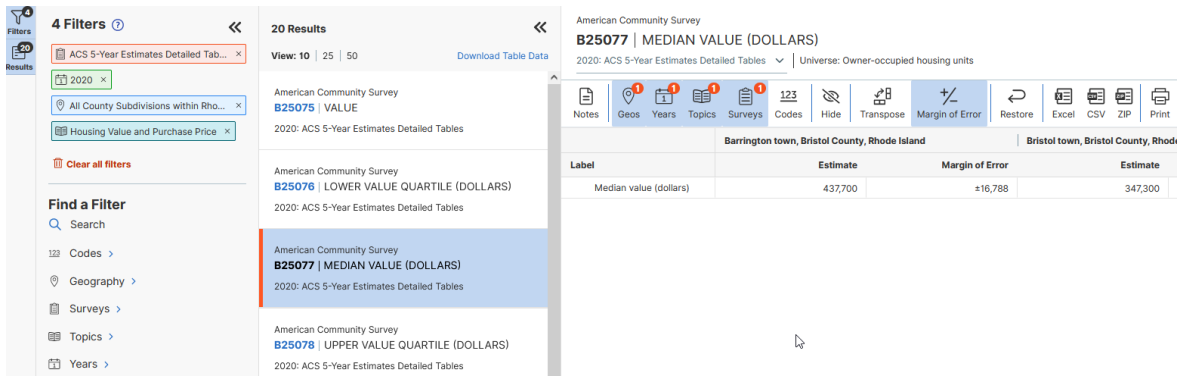 4
Filters
20
Results
4 Filters ?
ACS 5-Year Estimates Detailed Tab... ×
2020 ×
All County Subdivisions within Rho... ×
Housing Value and Purchase Price ×
Clear all filters
Find a Filter
Search
123 Codes >
Geography >
Surveys >
Topics >
Years >
20 Results
View: 10 | 25 | 50 Download Table Data
American Community Survey
B25075 | VALUE
2020: ACS 5-Year Estimates Detailed Tables
American Community Survey
B25076 | LOWER VALUE QUARTILE (DOLLARS)
2020: ACS 5-Year Estimates Detailed Tables
American Community Survey
B25077 | MEDIAN VALUE (DOLLARS)
2020: ACS 5-Year Estimates Detailed Tables
American Community Survey
B25078 | UPPER VALUE QUARTILE (DOLLARS)
2020: ACS 5-Year Estimates Detailed Tables
American Community Survey
B25077 | MEDIAN VALUE (DOLLARS)
2020: ACS 5-Year Estimates Detailed Tables | Universe: Owner-occupied housing units
1 1 1 1 123 +/-
Notes Geos Years Topics Surveys Codes Hide Transpose Margin of Error Restore Excel CSV ZIP Print
Barrington town, Bristol County, Rhode Island Bristol town, Bristol County, Rhode
Label Estimate Margin of Error Estimate
Median value (dollars) 437,700 ±16,788 347,300